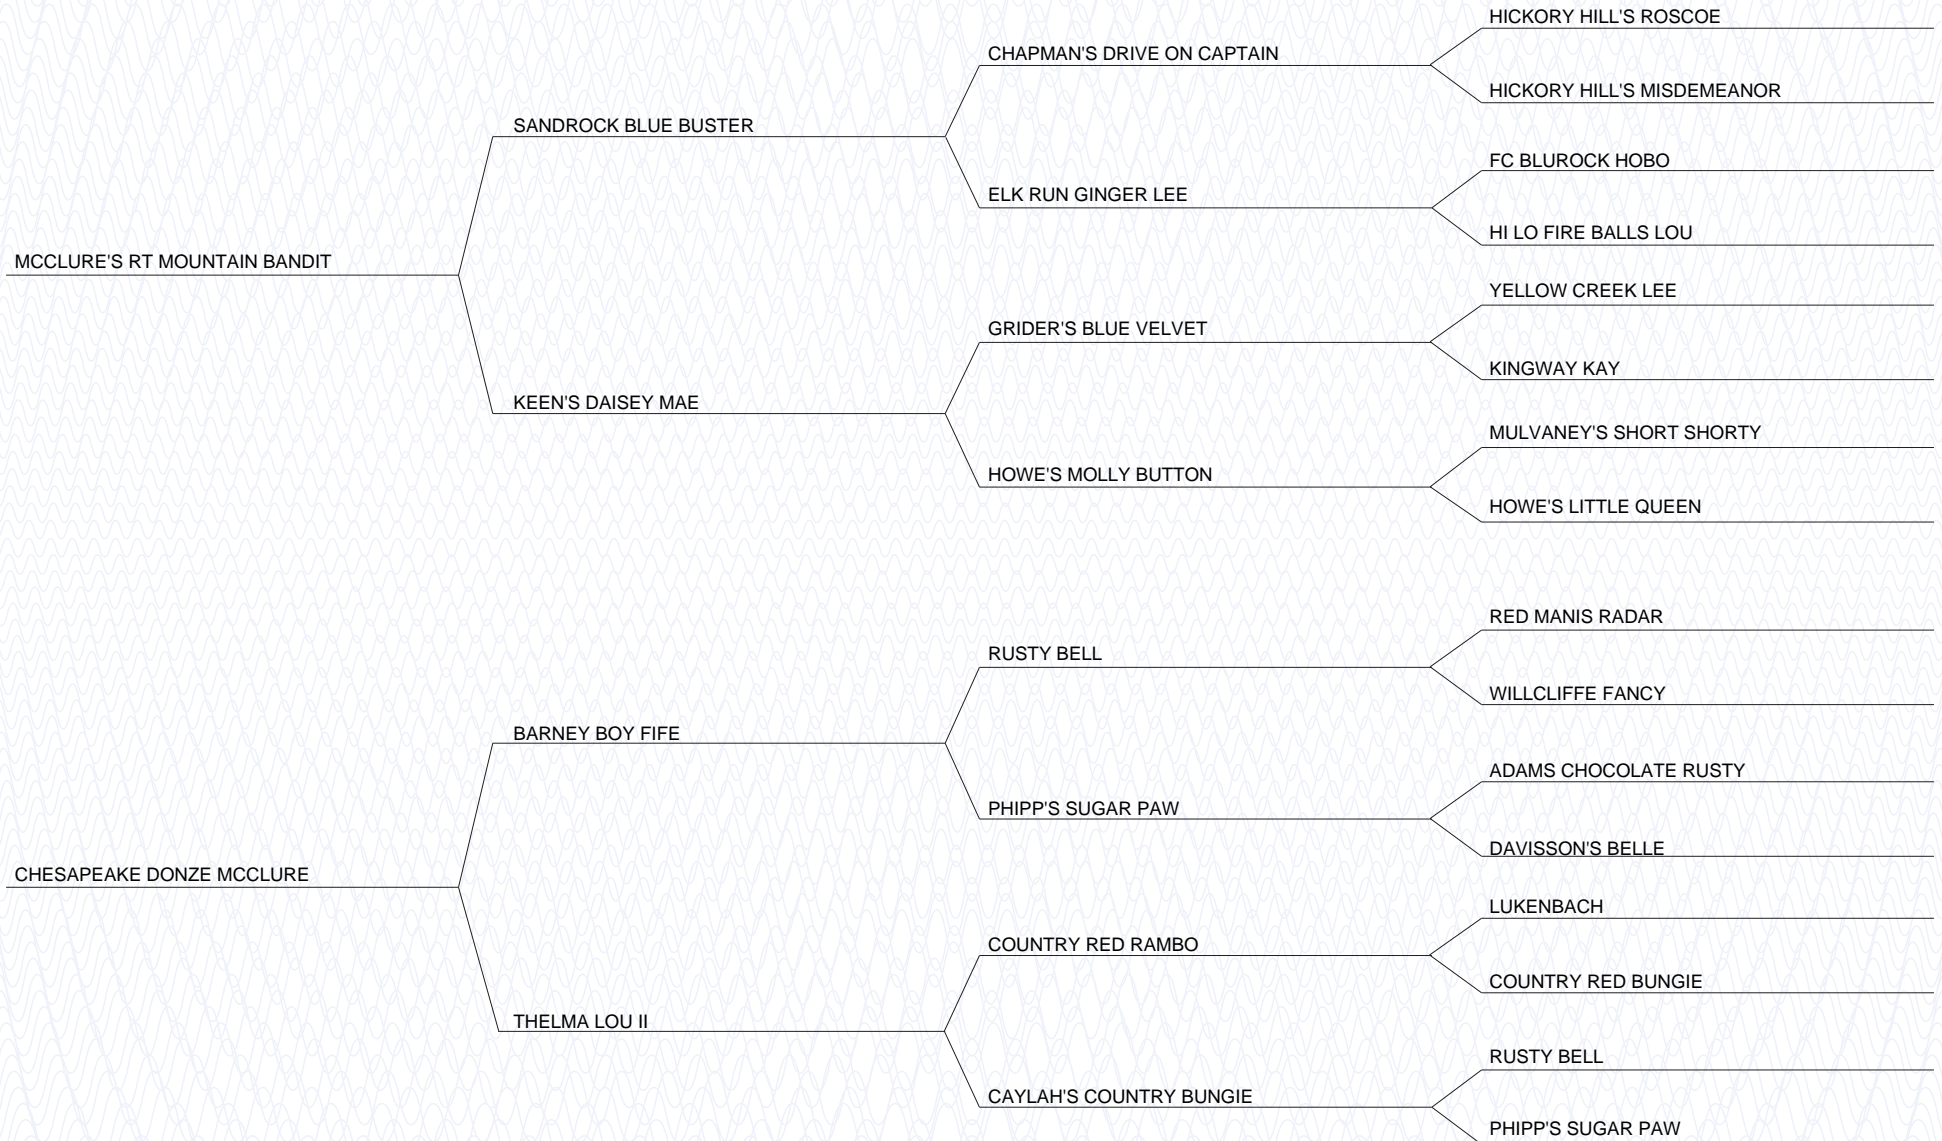 HICKORY HILL'S ROSCOE
CHAPMAN'S DRIVE ON CAPTAIN
HICKORY HILL'S MISDEMEANOR
SANDROCK BLUE BUSTER
FC BLUROCK HOBO
ELK RUN GINGER LEE
HI LO FIRE BALLS LOU
MCCLURE'S RT MOUNTAIN BANDIT
YELLOW CREEK LEE
GRIDER'S BLUE VELVET
KINGWAY KAY
KEEN'S DAISEY MAE
MULVANEY'S SHORT SHORTY
HOWE'S MOLLY BUTTON
HOWE'S LITTLE QUEEN
RED MANIS RADAR
RUSTY BELL
WILLCLIFFE FANCY
BARNEY BOY FIFE
ADAMS CHOCOLATE RUSTY
PHIPP'S SUGAR PAW
DAVISSON'S BELLE
CHESAPEAKE DONZE MCCLURE
LUKENBACH
COUNTRY RED RAMBO
COUNTRY RED BUNGIE
THELMA LOU II
RUSTY BELL
CAYLAH'S COUNTRY BUNGIE
PHIPP'S SUGAR PAW